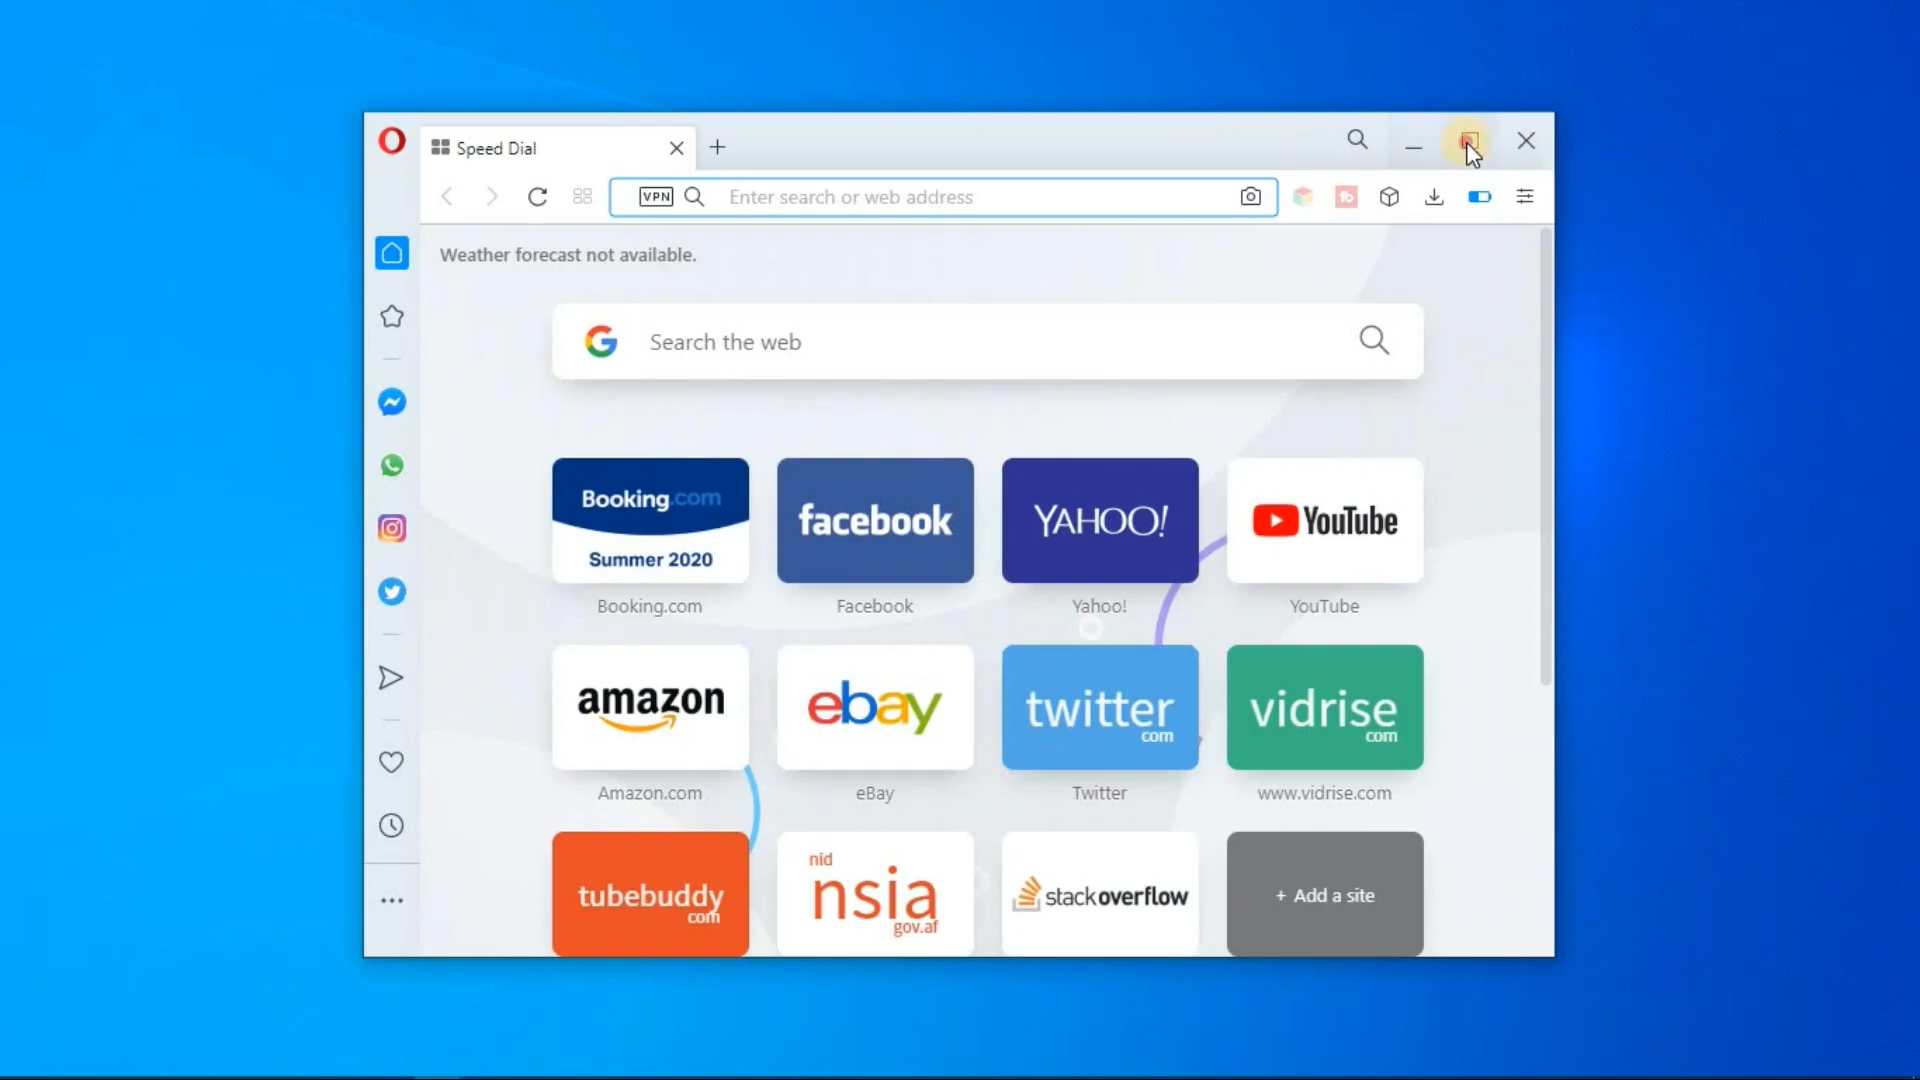 Speed Dial
VPN
Enter search or web address
Weather forecast not available.
Search the web
Booking.com
Summer 2020
facebook
YAHOO!
YouTube
Booking.com
Facebook
Yahoo!
YouTube
amazon
ebay
twitter
com
vidrise
com
Amazon.com
eBay
Twitter
www.vidrise.com
tubebuddy
com
nid
nsia
gov.af
stackoverflow
+ Add a site